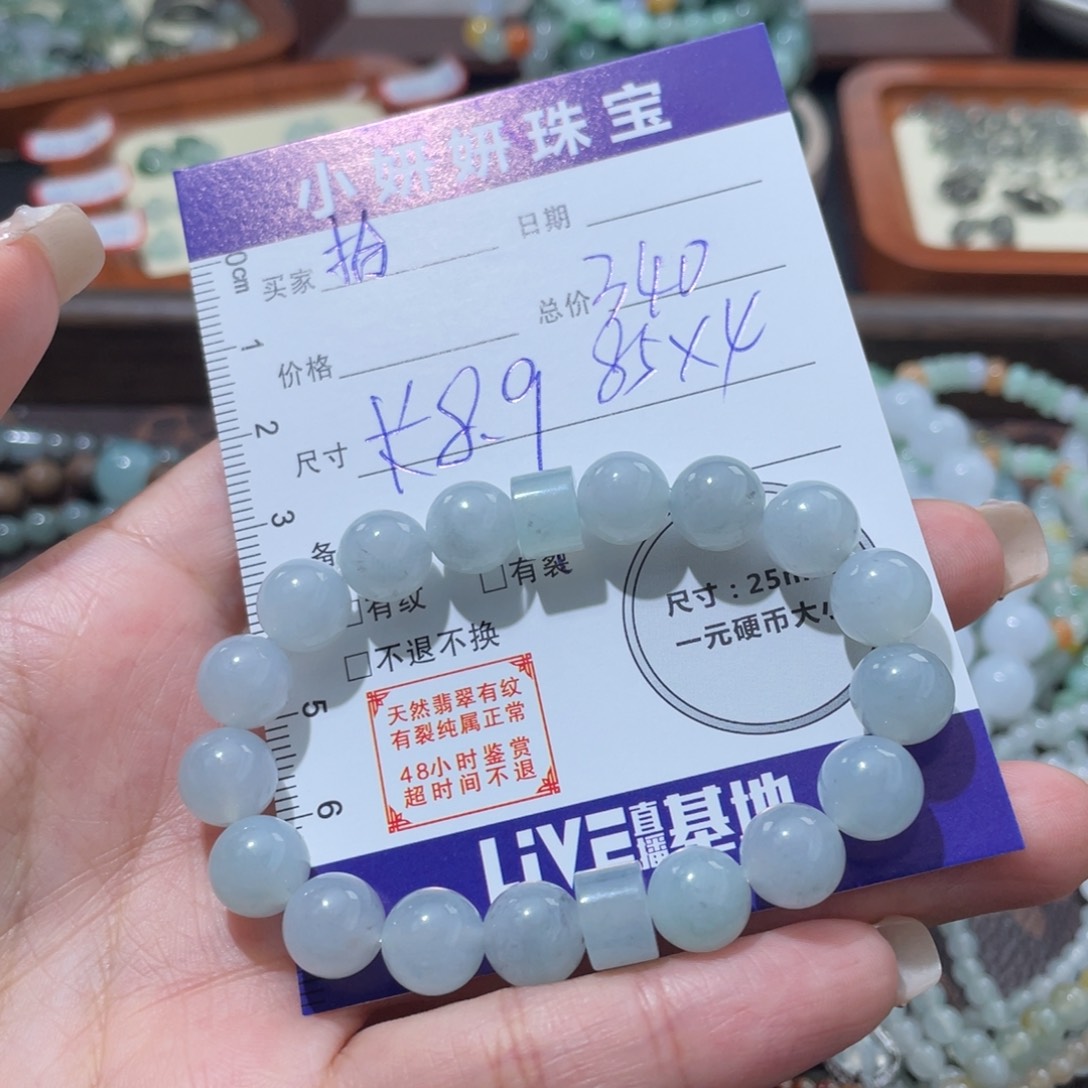 小妍妍珠宝
0cm
买家 抬 日期
总价 340
价格 85×4
尺寸 长8.9
1
2
3
5
6
备
□有纹 □有裂
□不退不换
尺寸:25m
一元硬币大小
天然翡翠有纹
有裂纯属正常
48小时鉴赏
超时间不退
LiVE直播基地